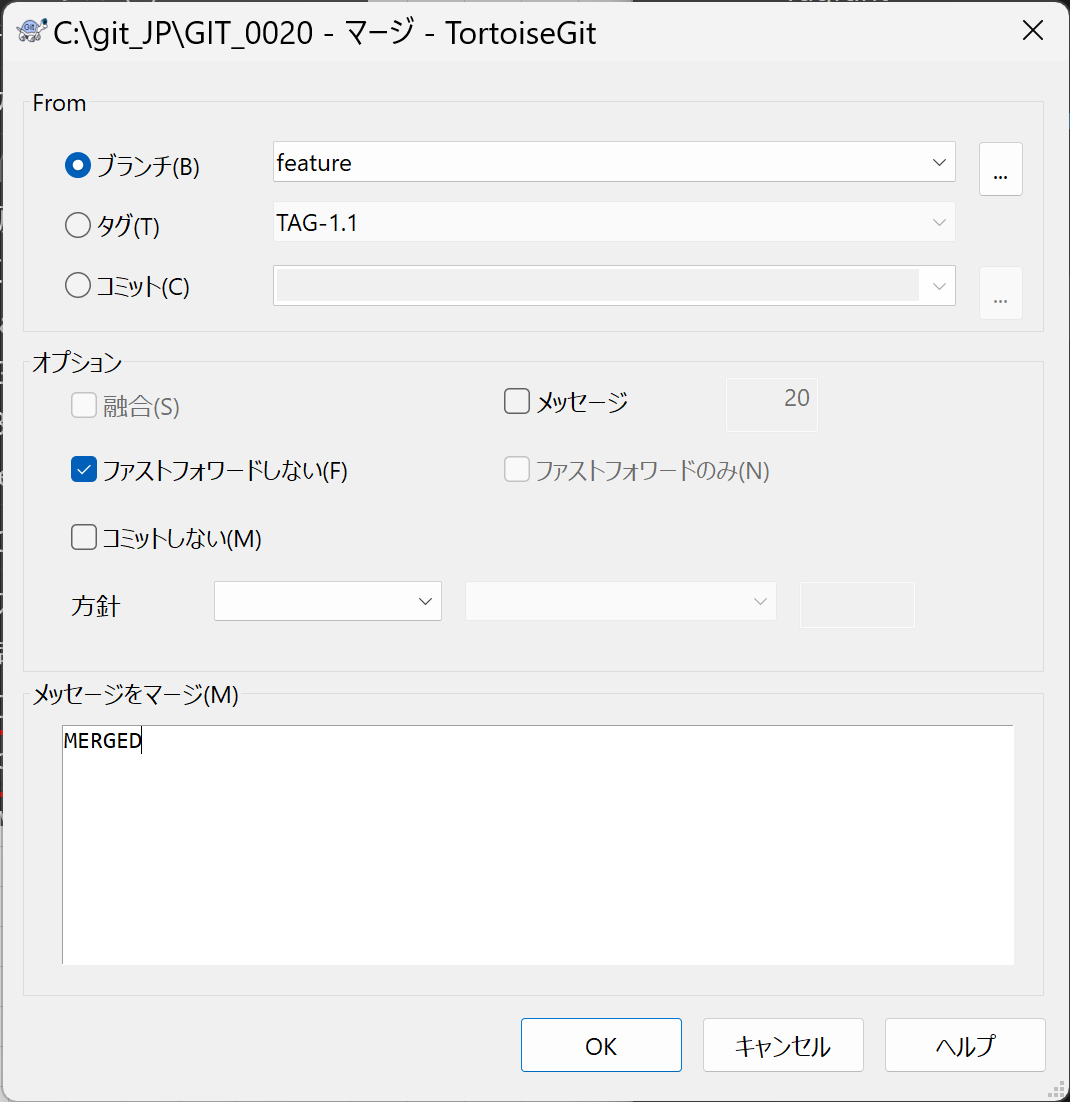 C:\git_JP\GIT_0020 - マージ - TortoiseGit
From
ブランチ(B)
feature
...
タグ(T)
TAG-1.1
コミット(C)
...
オプション
融合(S)
メッセージ
20
ファストフォワードしない(F)
ファストフォワードのみ(N)
コミットしない(M)
方針
メッセージをマージ(M)
MERGED
OK
キャンセル
ヘルプ